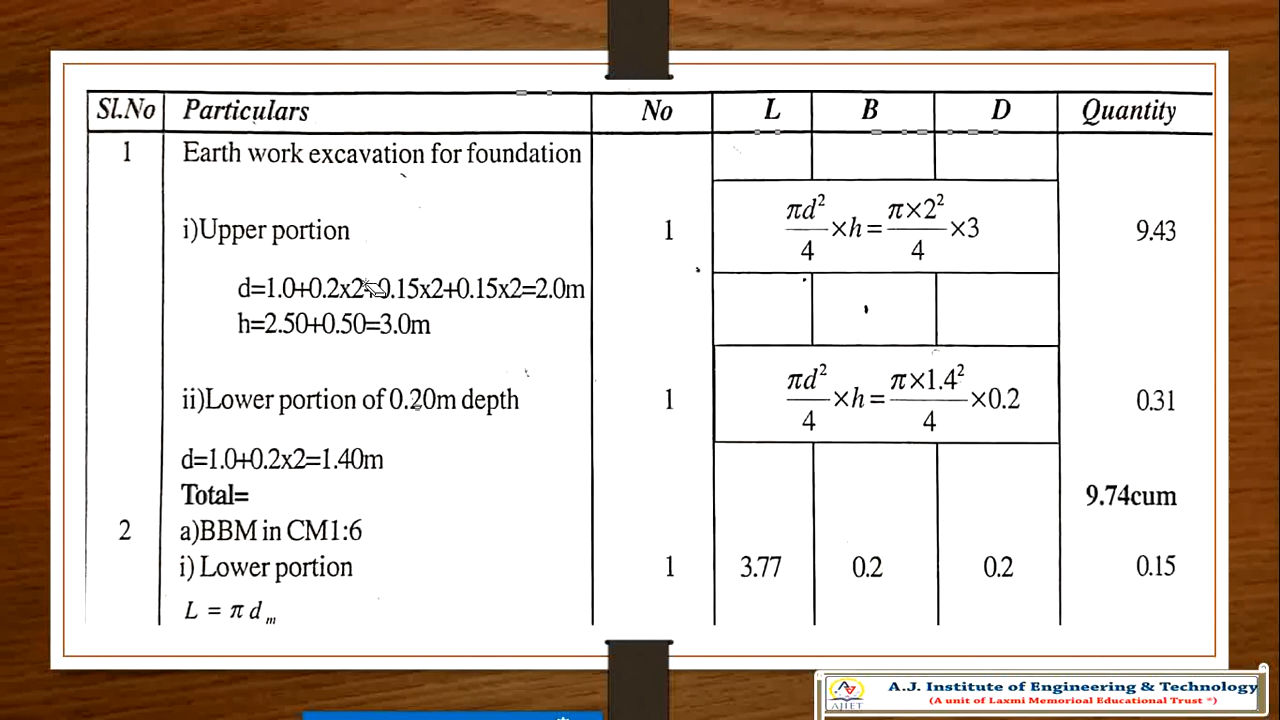 Sl.No Particulars No L B D Quantity
1 Earth work excavation for foundation
i)Upper portion 1 πd²/4 ×h = π×2²/4 ×3 9.43
d=1.0+0.2x2+0.15x2+0.15x2=2.0m
h=2.50+0.50=3.0m
ii)Lower portion of 0.20m depth 1 πd²/4 ×h = π×1.4²/4 ×0.2 0.31
d=1.0+0.2x2=1.40m
Total= 9.74cum
2 a)BBM in CM1:6
i) Lower portion 1 3.77 0.2 0.2 0.15
L = π d m
A.J. Institute of Engineering & Technology
(A unit of Laxmi Memorioal Educational Trust ®)
AJIET